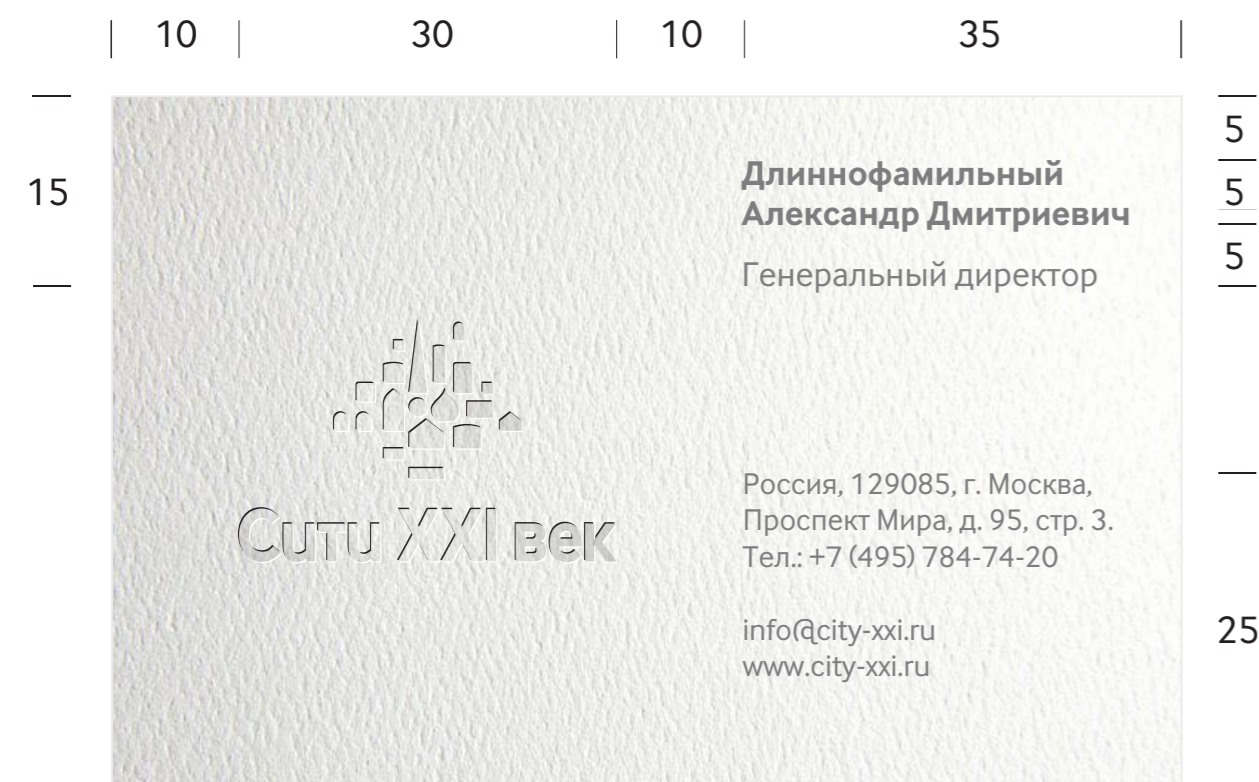 10 30 10 35
15
5
5
5
25
Длиннофамильный
Александр Дмитриевич
Генеральный директор
Сити XXI век
Россия, 129085, г. Москва,
Проспект Мира, д. 95, стр. 3.
Тел.: +7 (495) 784-74-20
info@city-xxi.ru
www.city-xxi.ru